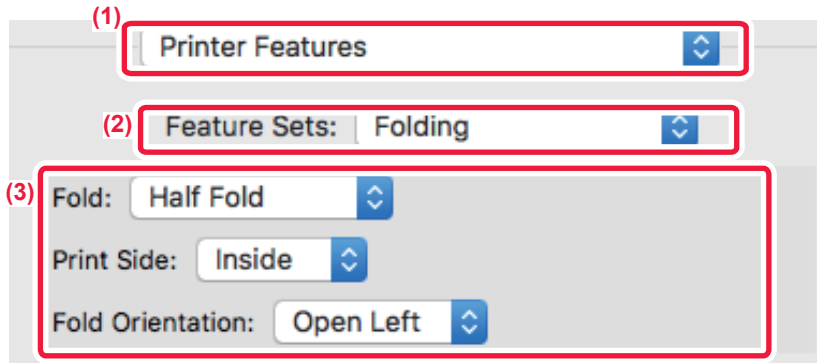 (1)
Printer Features
(2) Feature Sets: Folding
(3)
Fold: Half Fold
Print Side: Inside
Fold Orientation: Open Left